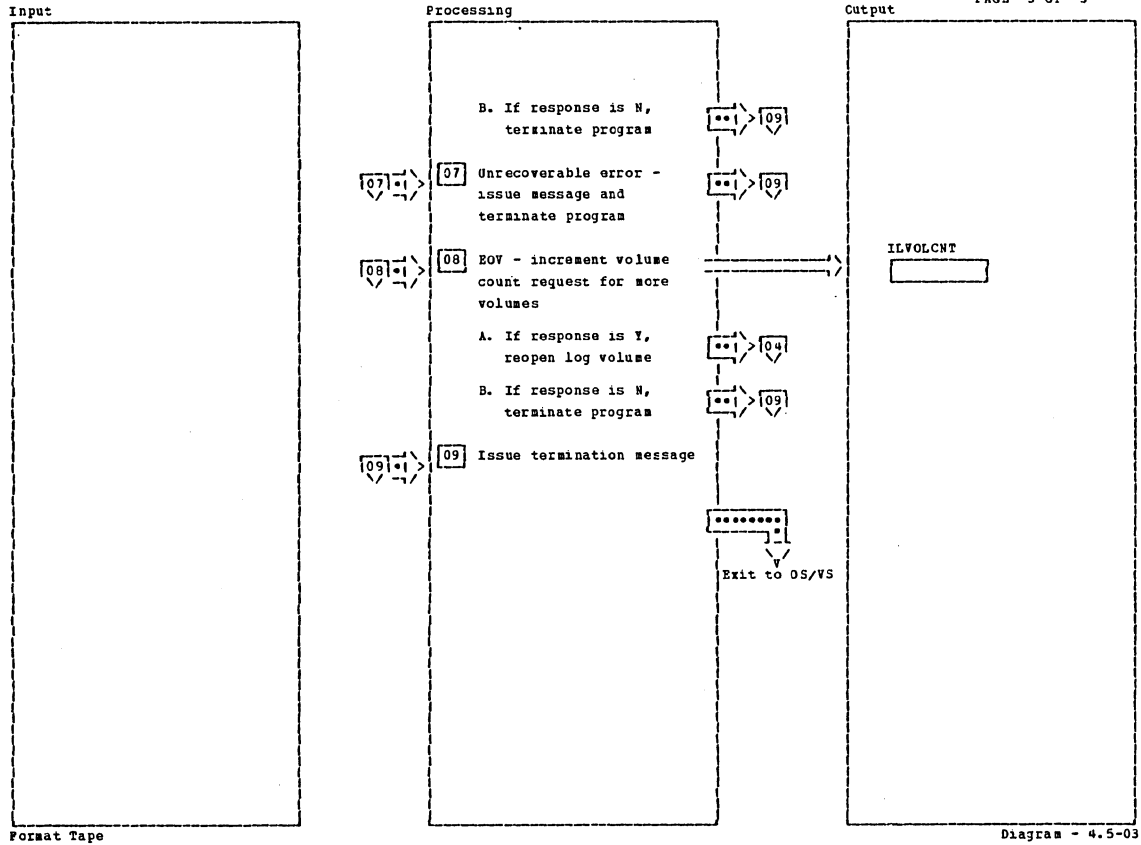 Input
Processing
Cutput
B. If response is N,
terminate program
09
07
07 Unrecoverable error -
issue message and
terminate program
09
08
08 EOV - increment volume
count request for more
volumes
ILVOLCNT
A. If response is Y,
reopen log volume
04
B. If response is N,
terminate program
09
09
09 Issue termination message
Exit to OS/VS
Format Tape
Diagram - 4.5-03